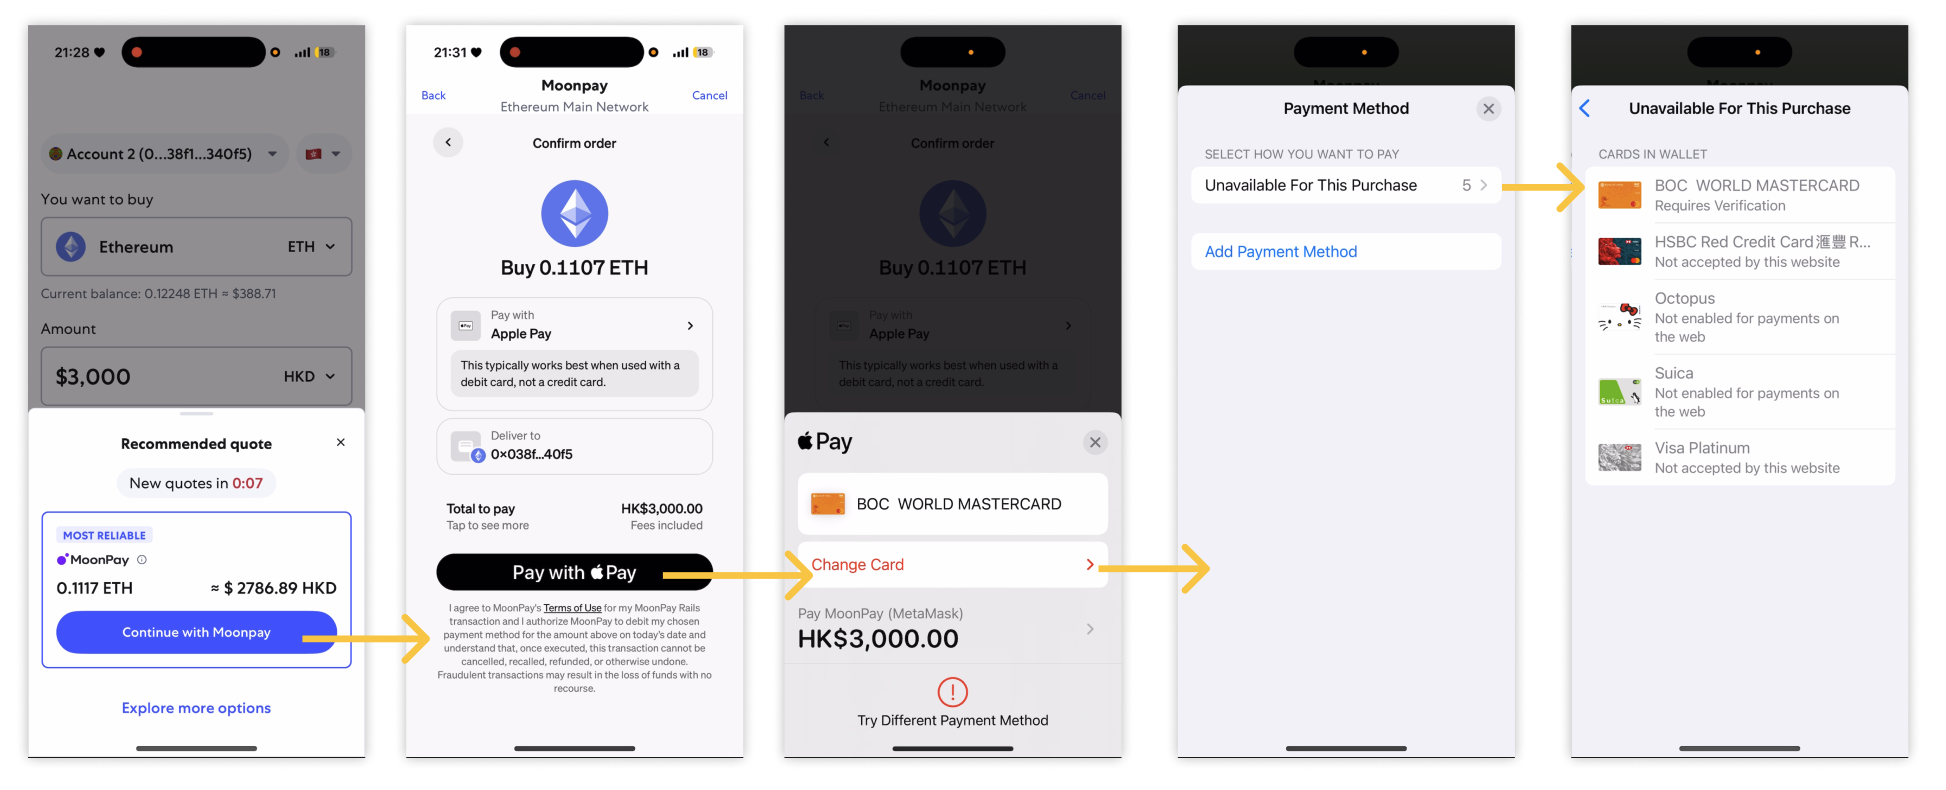 21:28
18
Account 2 (0...38f1...340f5)
You want to buy
Ethereum
ETH
Current balance: 0.12248 ETH ≈ $388.71
Amount
$3,000
HKD
Recommended quote
New quotes in 0:07
MOST RELIABLE
MoonPay
0.1117 ETH
≈ $ 2786.89 HKD
Continue with Moonpay
Explore more options
21:31
18
Back
Moonpay
Ethereum Main Network
Cancel
Confirm order
Buy 0.1107 ETH
Pay with
Apple Pay
This typically works best when used with a
debit card, not a credit card.
Deliver to
0×038f...40f5
Total to pay
HK$3,000.00
Tap to see more
Fees included
Pay with Pay
I agree to MoonPay's Terms of Use for my MoonPay Rails
transaction and I authorize MoonPay to debit my chosen
payment method for the amount above on today's date and
understand that, once executed, this transaction cannot be
cancelled, recalled, refunded, or otherwise undone.
Fraudulent transactions may result in the loss of funds with no
recourse.
Back
Moonpay
Ethereum Main Network
Cancel
Confirm order
Buy 0.1107 ETH
Pay with
Apple Pay
This typically works best when used with a
debit card, not a credit card.
Pay
BOC WORLD MASTERCARD
Change Card
Pay MoonPay (MetaMask)
HK$3,000.00
Try Different Payment Method
Payment Method
SELECT HOW YOU WANT TO PAY
Unavailable For This Purchase
5
Add Payment Method
Unavailable For This Purchase
CARDS IN WALLET
BOC WORLD MASTERCARD
Requires Verification
HSBC Red Credit Card 滙豐 R...
Not accepted by this website
Octopus
Not enabled for payments on
the web
Suica
Suica
Not enabled for payments on
the web
Visa Platinum
Not accepted by this website